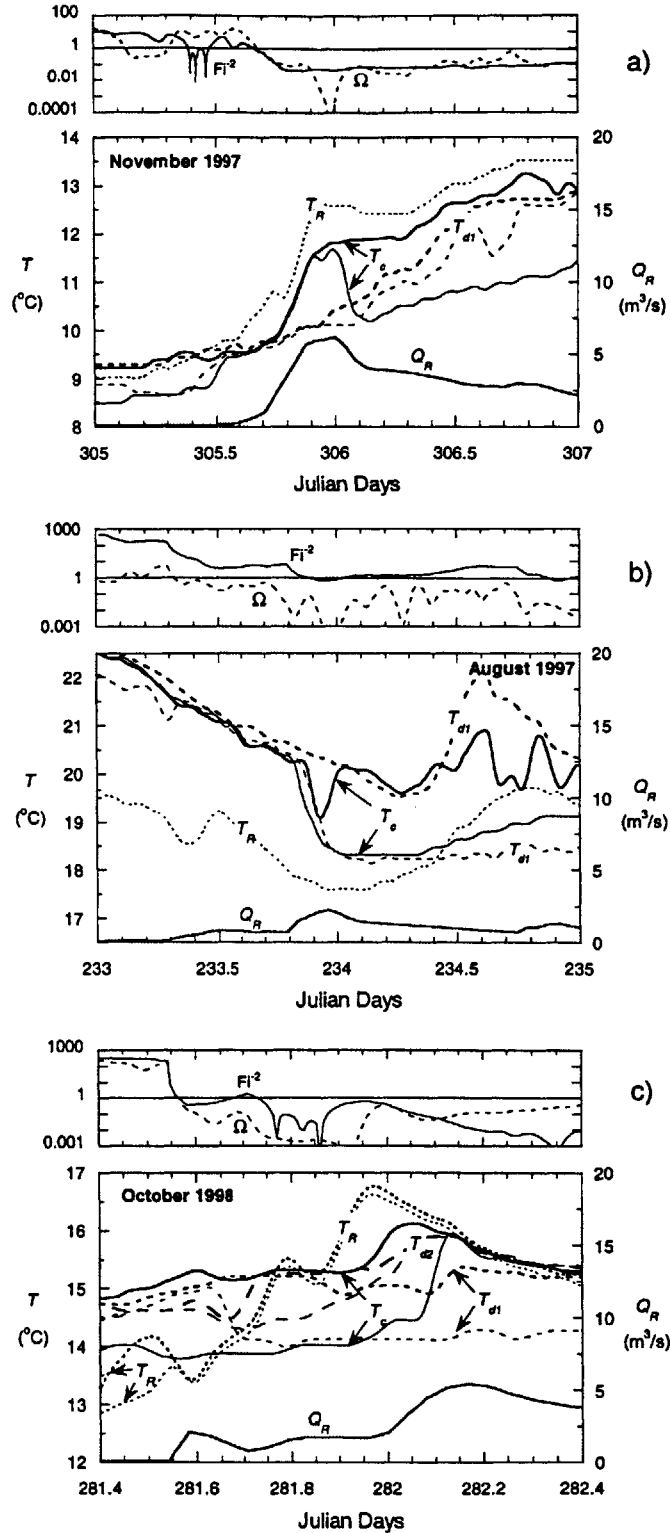 100
1
0.01
0.0001
Fi⁻²
Ω
a)
14
13
12
11
10
9
8
November 1997
T_R
T_c
T_d1
Q_R
T
(°C)
20
15
10
5
0
Q_R
(m³/s)
305
305.5
306
306.5
307
Julian Days
1000
1
0.001
Fi⁻²
Ω
b)
22
21
20
19
18
17
August 1997
T_d1
T_c
T_R
T_d1
Q_R
T
(°C)
20
15
10
5
0
Q_R
(m³/s)
233
233.5
234
234.5
235
Julian Days
1000
1
0.001
Fi⁻²
Ω
c)
17
16
15
14
13
12
October 1998
T_R
T_d2
T_c
T_d1
T_R
Q_R
T
(°C)
20
15
10
5
0
Q_R
(m³/s)
281.4
281.6
281.8
282
282.2
282.4
Julian Days